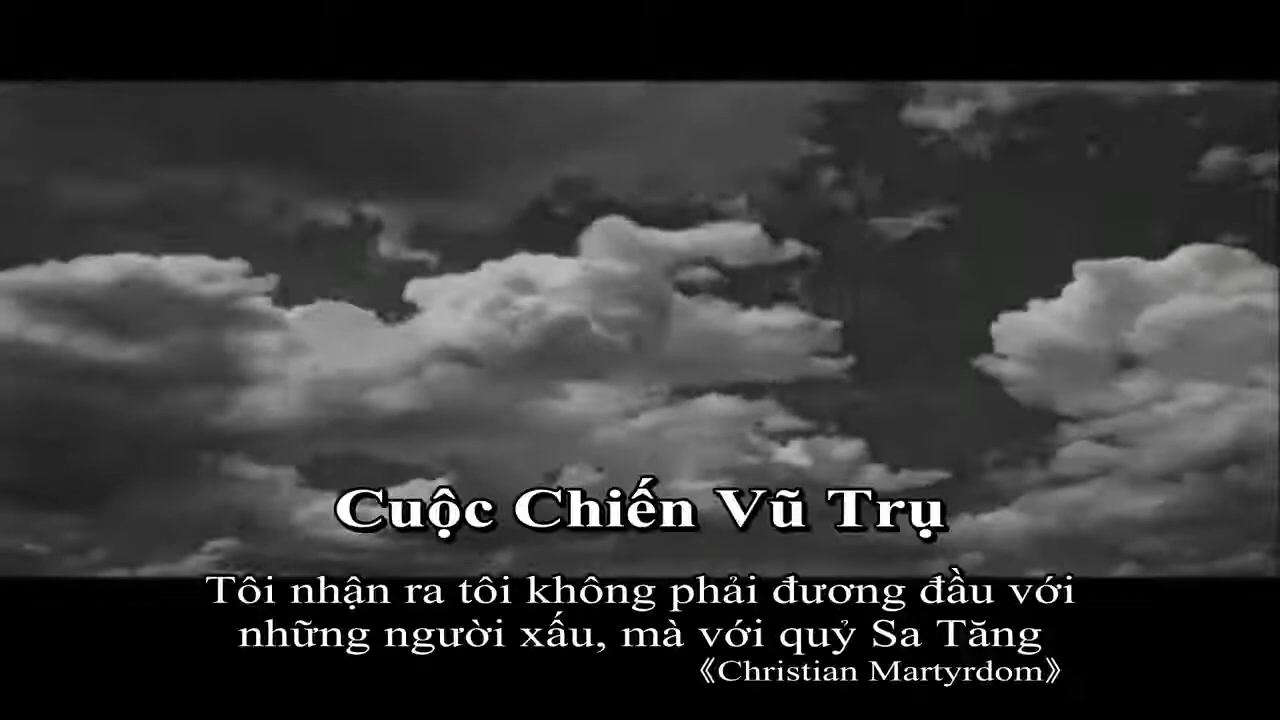 Cuộc Chiến Vũ Trụ
Tôi nhận ra tôi không phải đương đầu với
những người xấu, mà với quỷ Sa Tăng
《Christian Martyrdom》